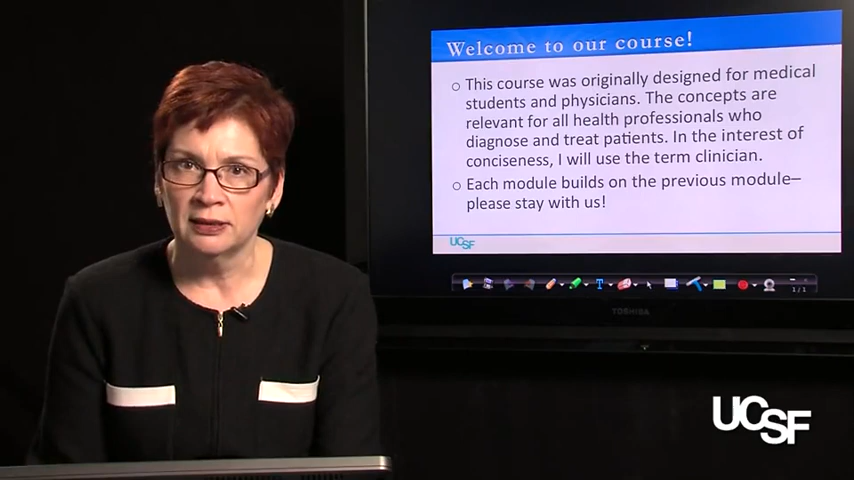 Welcome to our course!
This course was originally designed for medical
students and physicians. The concepts are
relevant for all health professionals who
diagnose and treat patients. In the interest of
conciseness, I will use the term clinician.
Each module builds on the previous module–
please stay with us!
UCSF
T
1/1
TOSHIBA
UCSF